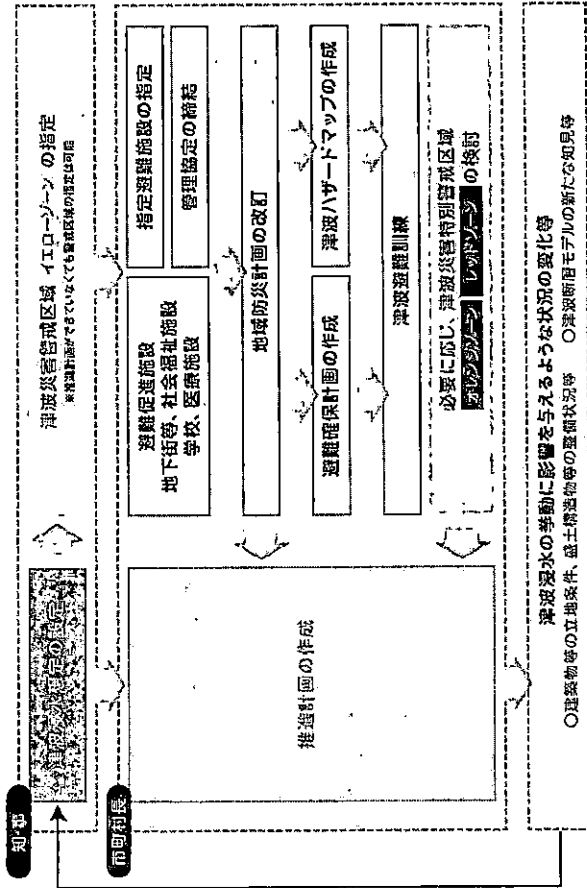 知事
津波災害警戒区域 イエローゾーン の指定
※推進計画ができていなくても警戒区域の指定は可能
市町村長
推進計画の作成
避難促進施設
地下街等、社会福祉施設
学校、医療施設
指定避難施設の指定
管理協定の締結
地域防災計画の改訂
避難確保計画の作成
津波ハザードマップの作成
津波避難訓練
必要に応じ、津波災害特別警戒区域
オレンジゾーン レッドゾーン の検討
津波浸水の挙動に影響を与えるような状況の変化等
○建築物等の立地条件、盛土構造物等の整備状況等 ○津波断層モデルの新たな知見等